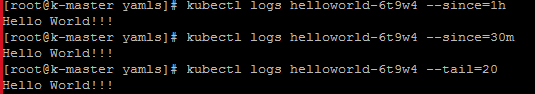 [root@k-master yamls]# kubectl logs helloworld-6t9w4 --since=1h
Hello World!!!
[root@k-master yamls]# kubectl logs helloworld-6t9w4 --since=30m
Hello World!!!
[root@k-master yamls]# kubectl logs helloworld-6t9w4 --tail=20
Hello World!!!